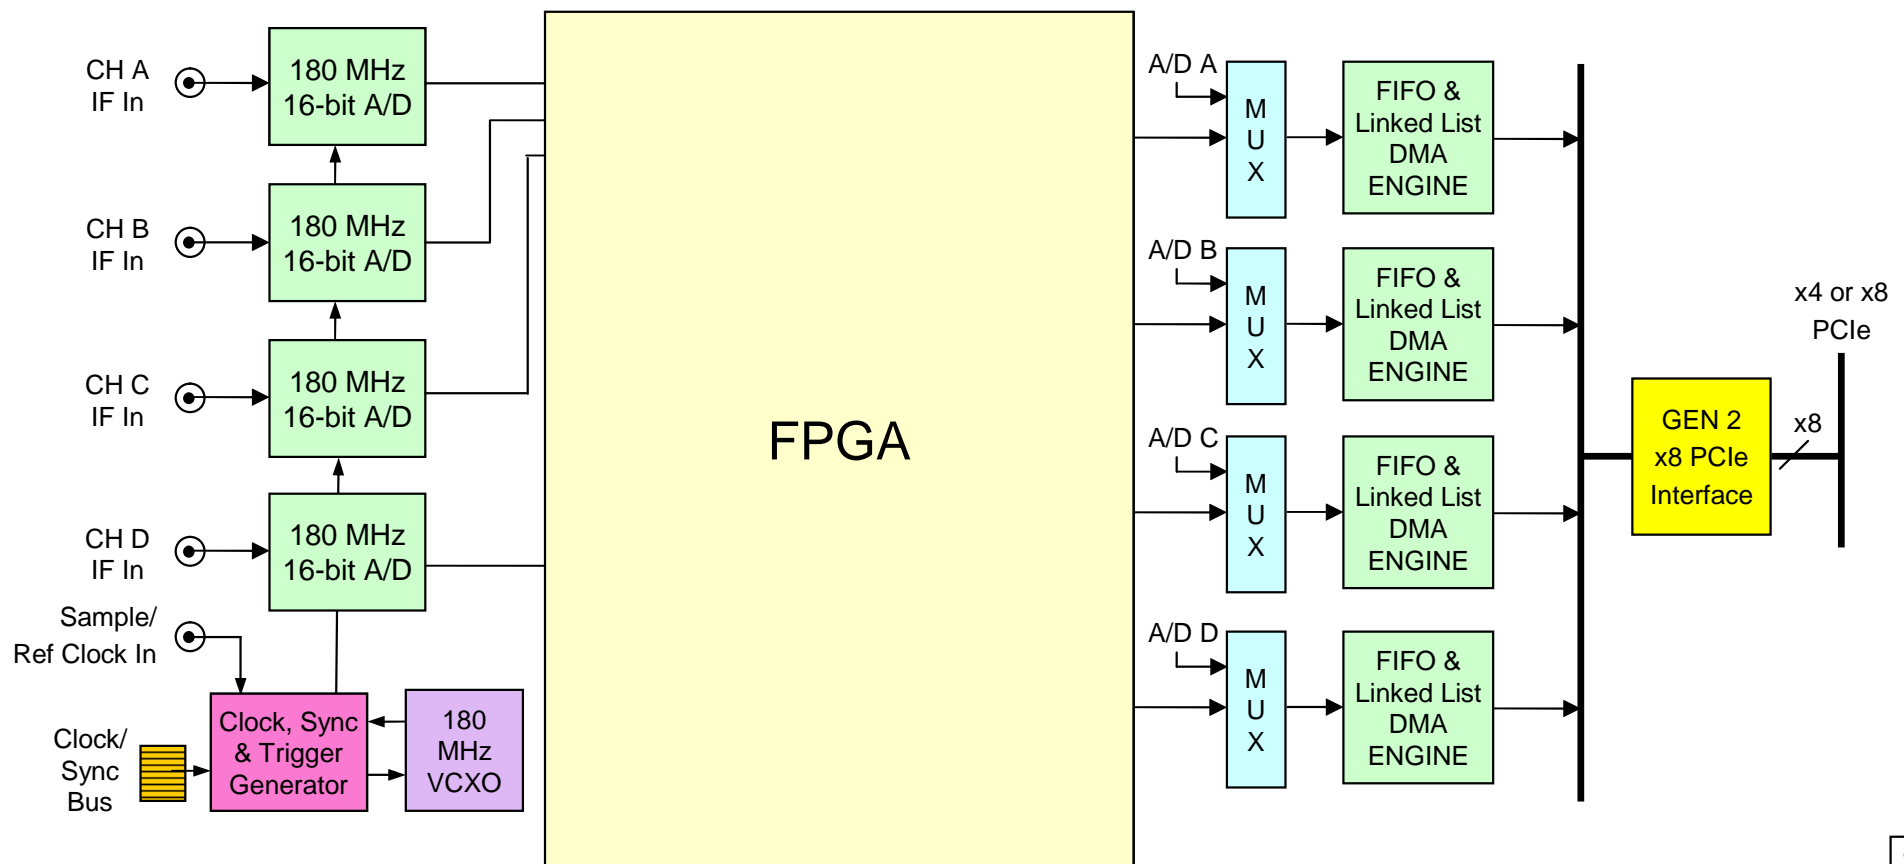 CH A
IF In
180 MHz
16-bit A/D
CH B
IF In
180 MHz
16-bit A/D
CH C
IF In
180 MHz
16-bit A/D
CH D
IF In
180 MHz
16-bit A/D
Sample/
Ref Clock In
Clock/
Sync
Bus
Clock, Sync
& Trigger
Generator
180
MHz
VCXO
FPGA
A/D A
M
U
X
FIFO &
Linked List
DMA
ENGINE
A/D B
M
U
X
FIFO &
Linked List
DMA
ENGINE
A/D C
M
U
X
FIFO &
Linked List
DMA
ENGINE
A/D D
M
U
X
FIFO &
Linked List
DMA
ENGINE
GEN 2
x8 PCIe
Interface
x8
x4 or x8
PCIe